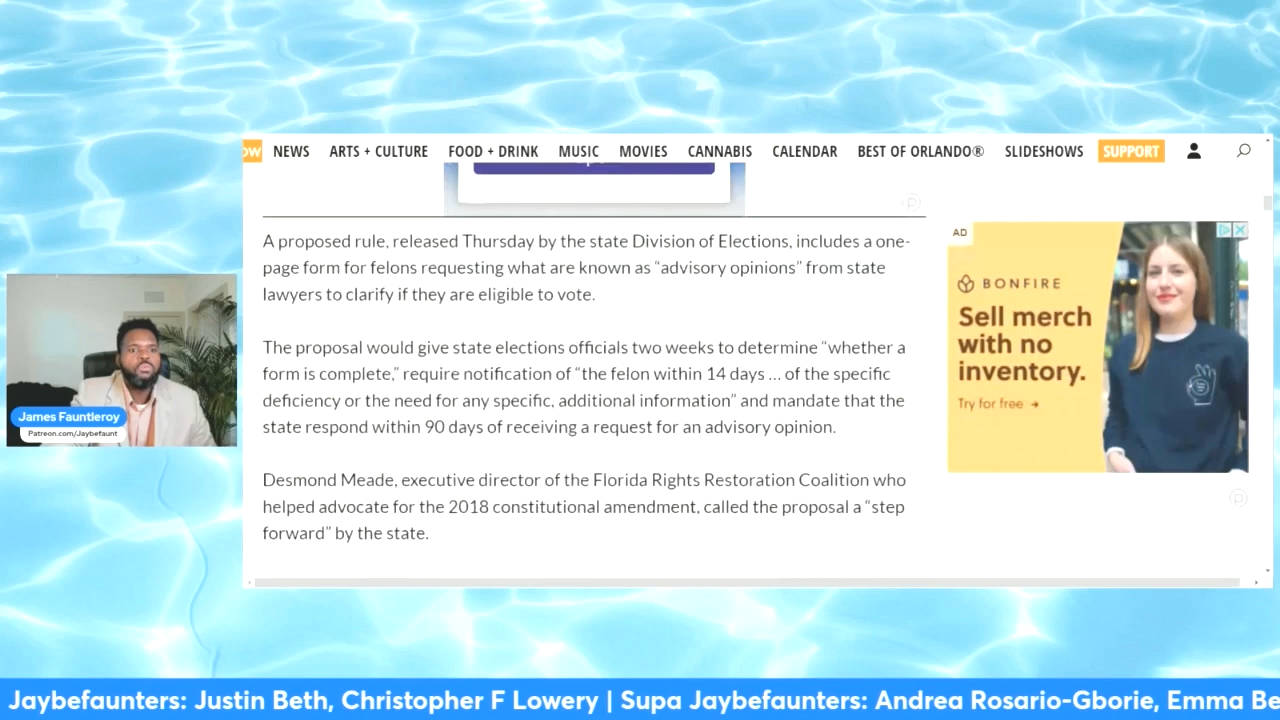 OW NEWS ARTS + CULTURE FOOD + DRINK MUSIC MOVIES CANNABIS CALENDAR BEST OF ORLANDO® SLIDESHOWS SUPPORT
A proposed rule, released Thursday by the state Division of Elections, includes a one-
page form for felons requesting what are known as “advisory opinions” from state
lawyers to clarify if they are eligible to vote.
The proposal would give state elections officials two weeks to determine “whether a
form is complete,” require notification of “the felon within 14 days … of the specific
deficiency or the need for any specific, additional information” and mandate that the
state respond within 90 days of receiving a request for an advisory opinion.
Desmond Meade, executive director of the Florida Rights Restoration Coalition who
helped advocate for the 2018 constitutional amendment, called the proposal a “step
forward” by the state.
AD
BONFIRE
Sell merch
with no
inventory.
Try for free →
James Fauntleroy
Patreon.com/Jaybefaunt
Jaybefaunters: Justin Beth, Christopher F Lowery | Supa Jaybefaunters: Andrea Rosario-Gborie, Emma Be